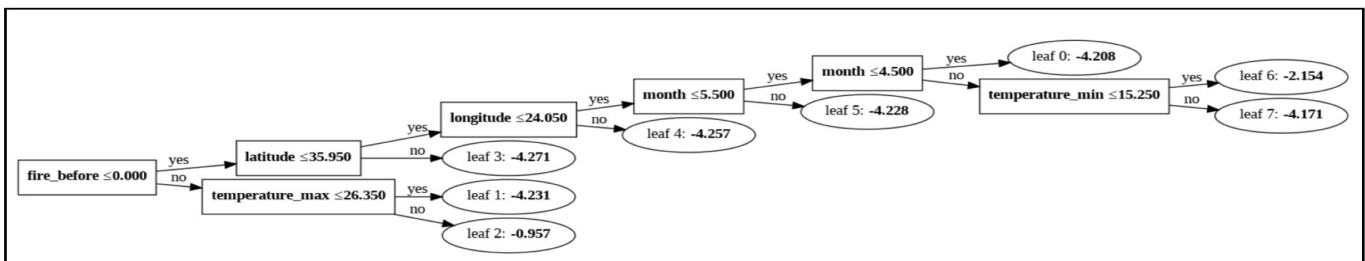 fire_before ≤0.000
yes
no
latitude ≤35.950
temperature_max ≤26.350
yes
no
yes
no
longitude ≤24.050
leaf 3: -4.271
leaf 1: -4.231
leaf 2: -0.957
yes
no
month ≤5.500
leaf 4: -4.257
yes
no
month ≤4.500
leaf 5: -4.228
yes
no
leaf 0: -4.208
temperature_min ≤15.250
yes
no
leaf 6: -2.154
leaf 7: -4.171